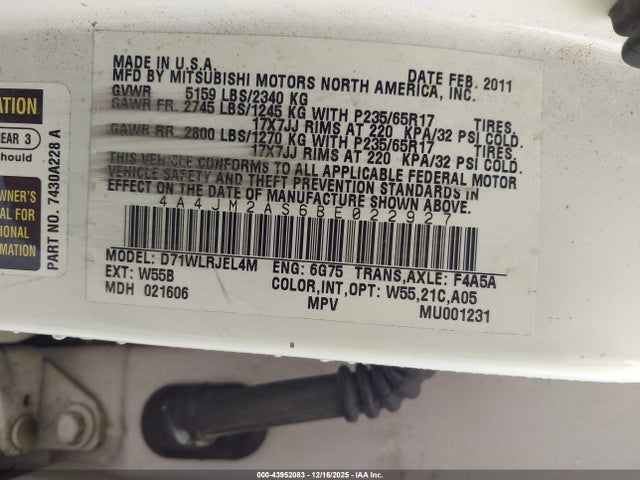 MADE IN U.S.A. DATE FEB. 2011
MFD BY MITSUBISHI MOTORS NORTH AMERICA, INC.
GVWR 5159 LBS/2340 KG
GAWR FR. 2745 LBS/1245 KG WITH P235/65R17 TIRES,
17X7JJ RIMS AT 220 KPA/32 PSI COLD.
GAWR RR. 2800 LBS/1270 KG WITH P235/65R17 TIRES,
17X7JJ RIMS AT 220 KPA/32 PSI COLD.
THIS VEHICLE CONFORMS TO ALL APPLICABLE FEDERAL MOTOR
VEHICLE SAFETY AND THEFT PREVENTION STANDARDS IN
EFFECT ON THE DATE OF MANUFACTURE SHOWN ABOVE.
4A4JM2AS6BE022927
MODEL: D71WLRJEL4M ENG: 6G75 TRANS,AXLE: F4A5A
EXT: W55B COLOR,INT,OPT: W55,21C,A05
MDH 021606 MPV MU001231
ATION
EAR 3
hould
WNER'S
AL FOR
TIONAL
MATION
PART NO. 7430A228 A
000-43952083 - 12/16/2025 - IAA Inc.